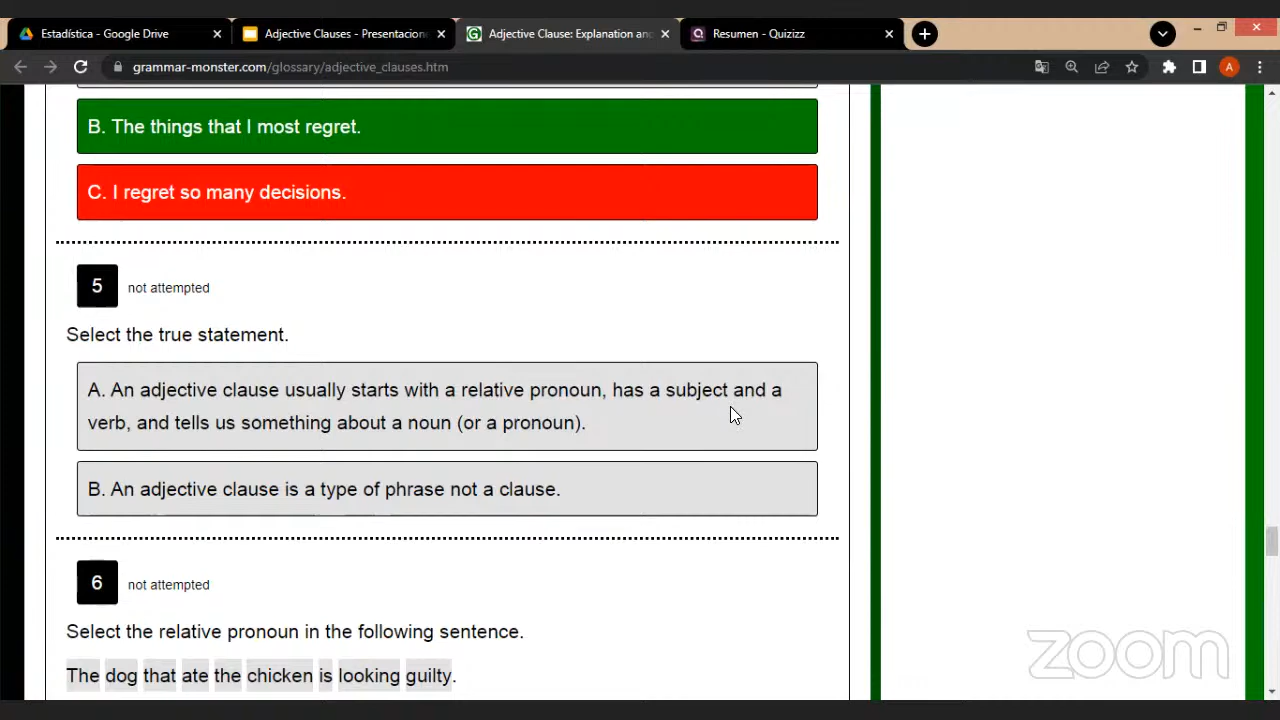 Estadística - Google Drive
Adjective Clauses - Presentacion
Adjective Clause: Explanation and
Resumen - Quizizz
grammar-monster.com/glossary/adjective_clauses.htm
A
B. The things that I most regret.
C. I regret so many decisions.
5 not attempted
Select the true statement.
A. An adjective clause usually starts with a relative pronoun, has a subject and a
verb, and tells us something about a noun (or a pronoun).
B. An adjective clause is a type of phrase not a clause.
6 not attempted
Select the relative pronoun in the following sentence.
The dog that ate the chicken is looking guilty.
zoom